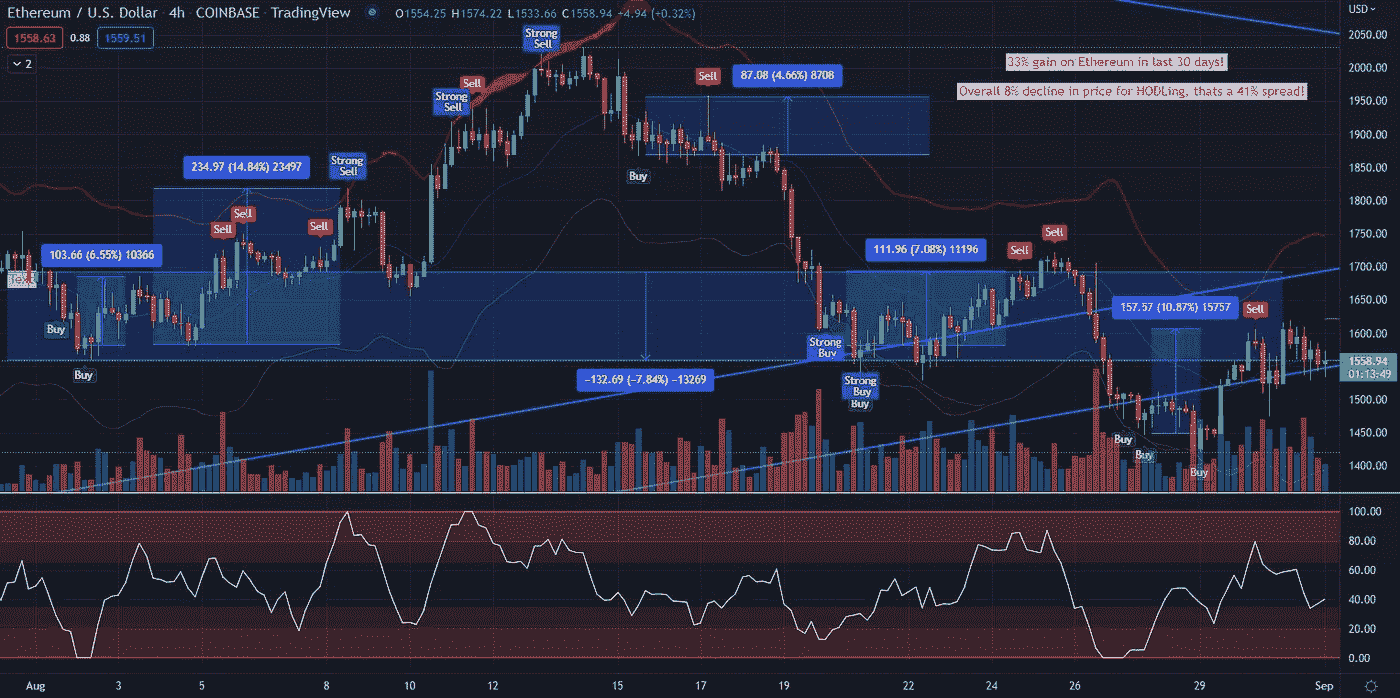 Ethereum / U.S. Dollar · 4h · COINBASE · TradingView
O1554.25 H1574.22 L1533.66 C1558.94 +4.94 (+0.32%)
USD
1558.63 0.88 1559.51
2
33% gain on Ethereum in last 30 days!
Overall 8% decline in price for HODLing, thats a 41% spread!
Strong
Sell
Sell
Strong
Sell
Sell
87.08 (4.66%) 8708
234.97 (14.84%) 23497
Strong
Sell
Buy
Sell
Sell
Sell
103.66 (6.55%) 10366
111.96 (7.08%) 11196
Sell
Sell
157.57 (10.87%) 15757
Sell
Buy
Buy
Strong
Buy
-132.69 (-7.84%) -13269
Strong
Buy
Buy
Buy
Buy
Buy
2050.00
2000.00
1950.00
1900.00
1850.00
1800.00
1750.00
1700.00
1650.00
1600.00
1558.94
01:13:49
1500.00
1450.00
1400.00
100.00
80.00
60.00
40.00
20.00
0.00
Aug 3 5 8 10 12 15 17 19 22 24 26 29 Sep